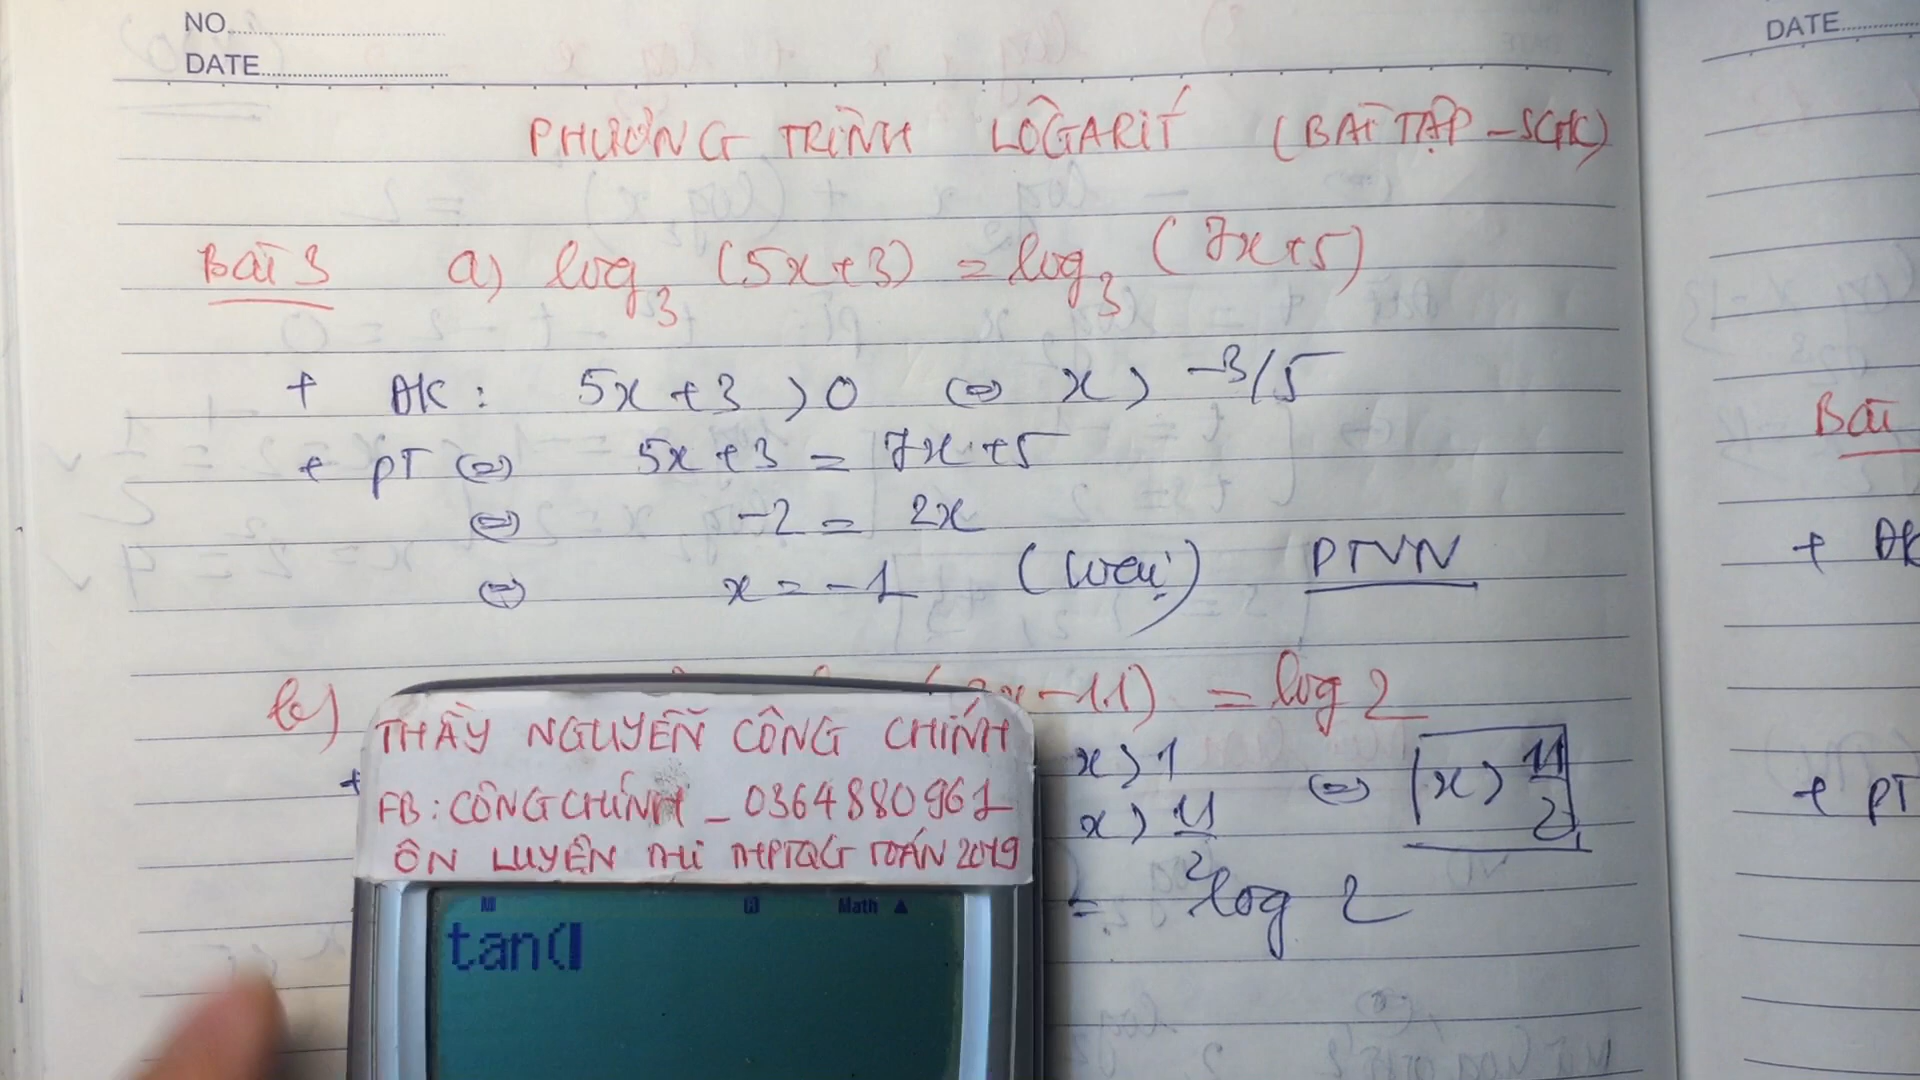 NO.
DATE
PHƯƠNG TRÌNH LÔGARIT (BÀI TẬP - SGK)
Bài 3 a) log₃ (5x+3) = log₃ (7x+5)
+ ĐK: 5x+3 > 0 ⇔ x > -3/5
+ PT ⇔ 5x+3 = 7x+5
⇔ -2 = 2x
⇔ x = -1 (Loại) PTVN
b) x-11) = log 2
+ x > 1
x > 11/2 ⇔ x > 11/2
log 2
THẦY NGUYỄN CÔNG CHÍNH
FB: CÔNG CHÍNH _ 0364880961
ÔN LUYỆN THI THPTQG TOÁN 2019
M D Math ▲
tan(
DATE
Bài
+ ĐK
+ PT